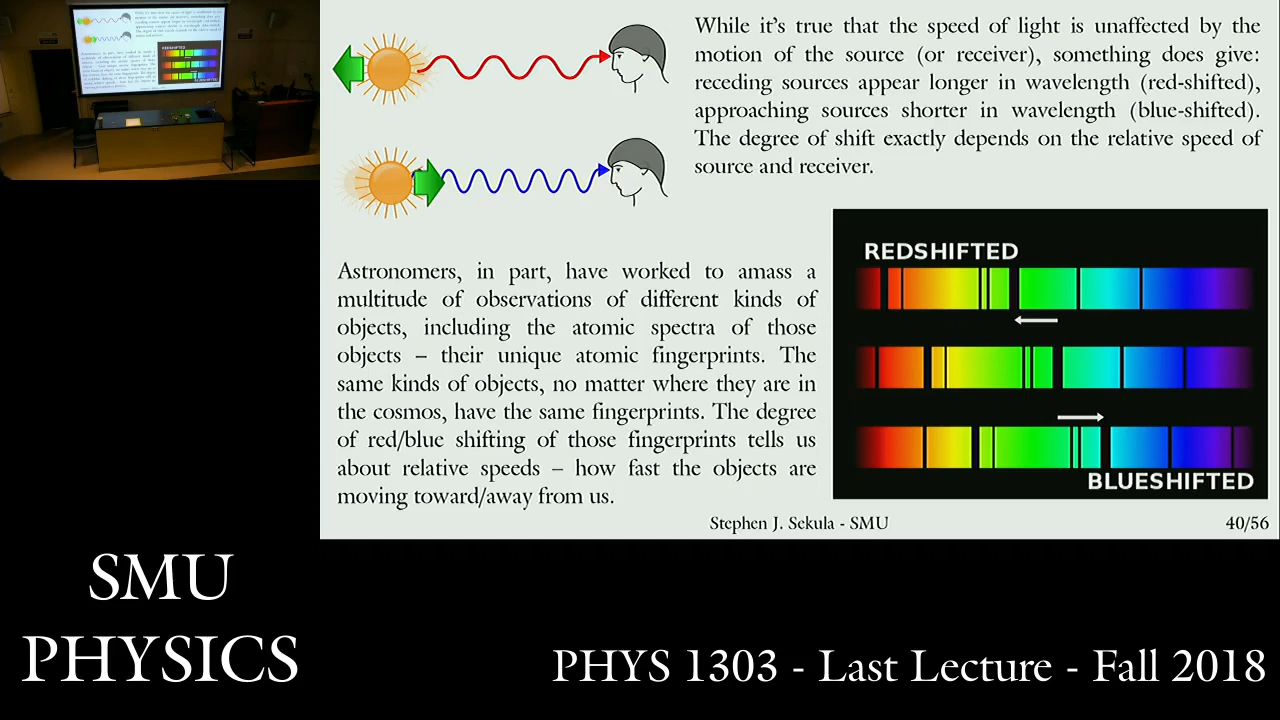 While it's true that the speed of light is unaffected by the
motion of the source (or receiver), something does give:
receding sources appear longer in wavelength (red-shifted),
approaching sources shorter in wavelength (blue-shifted).
The degree of shift exactly depends on the relative speed of
source and receiver.
Astronomers, in part, have worked to amass a
multitude of observations of different kinds of
objects, including the atomic spectra of those
objects – their unique atomic fingerprints. The
same kinds of objects, no matter where they are in
the cosmos, have the same fingerprints. The degree
of red/blue shifting of those fingerprints tells us
about relative speeds – how fast the objects are
moving toward/away from us.
REDSHIFTED
BLUESHIFTED
Stephen J. Sekula - SMU
40/56
SMU
PHYSICS
PHYS 1303 - Last Lecture - Fall 2018